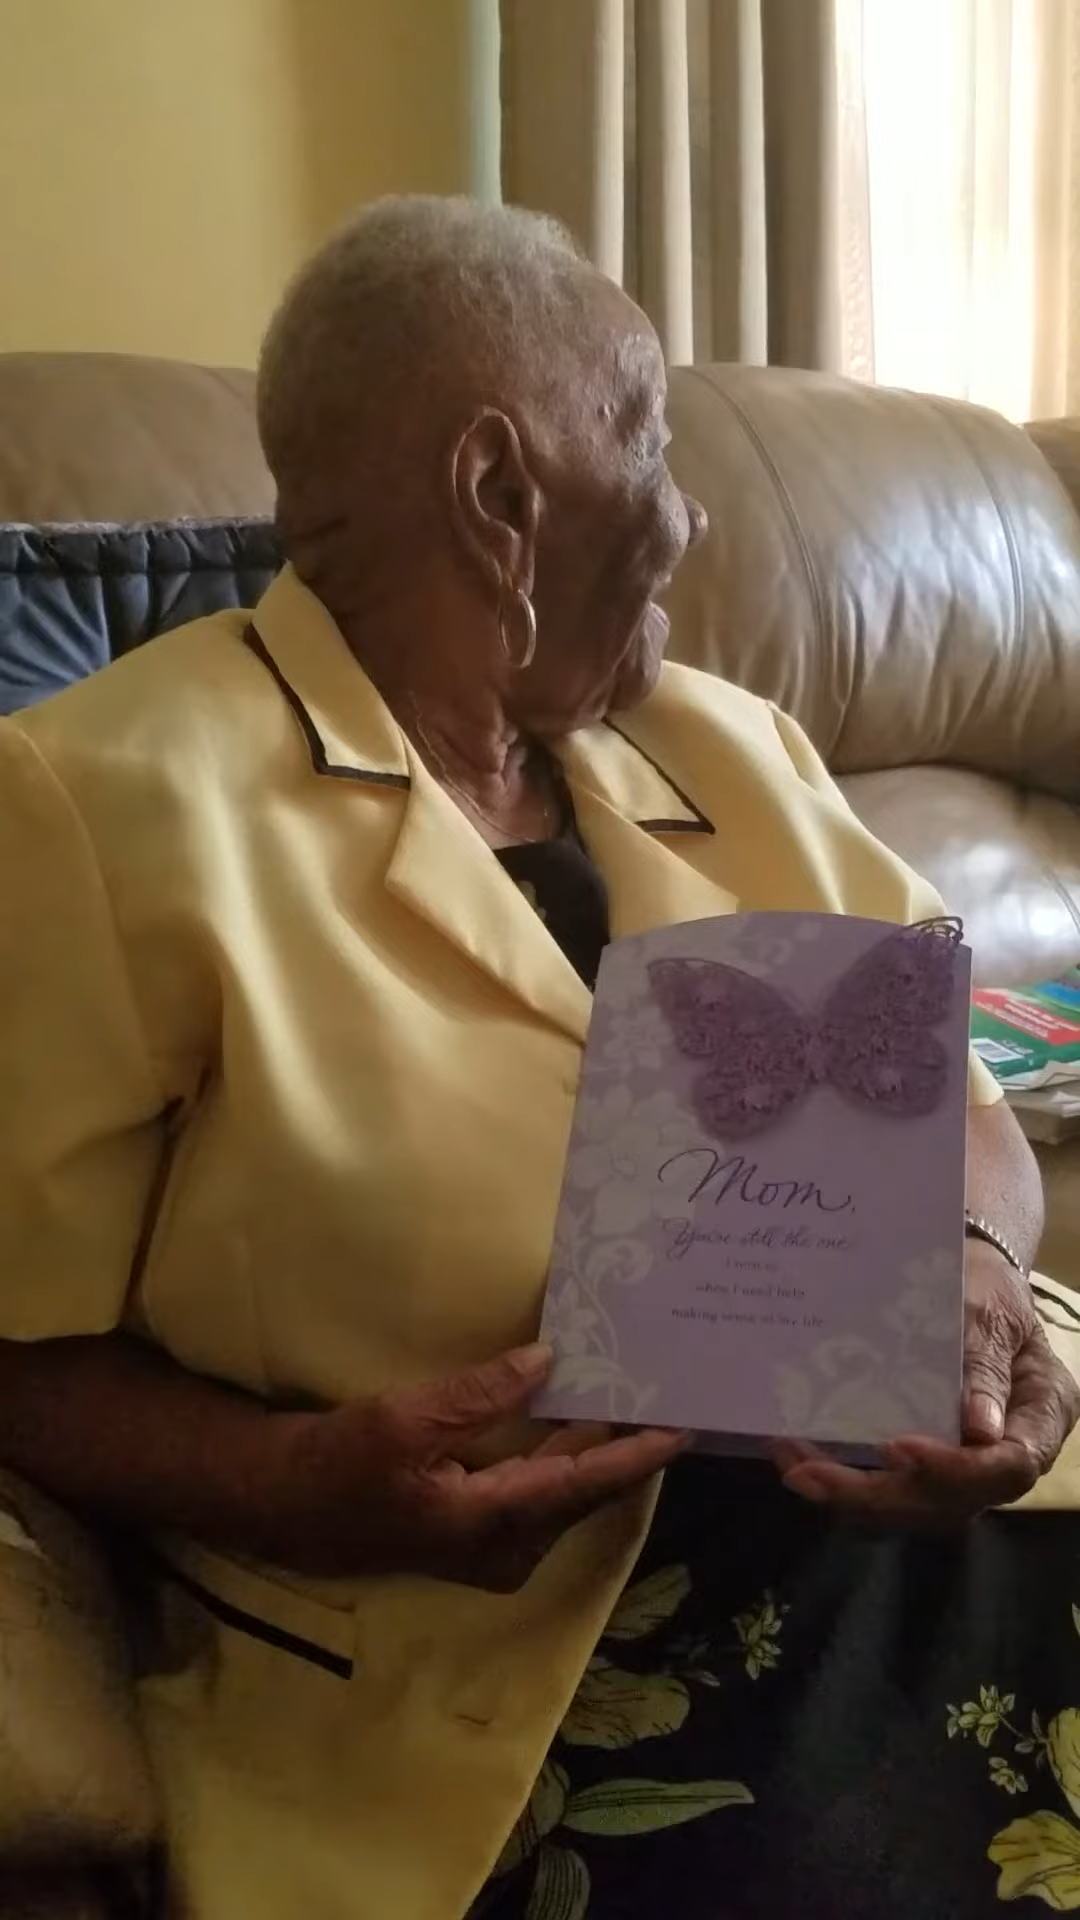 Mom,
You're still the one
I turn to
when I need help
making sense of my life